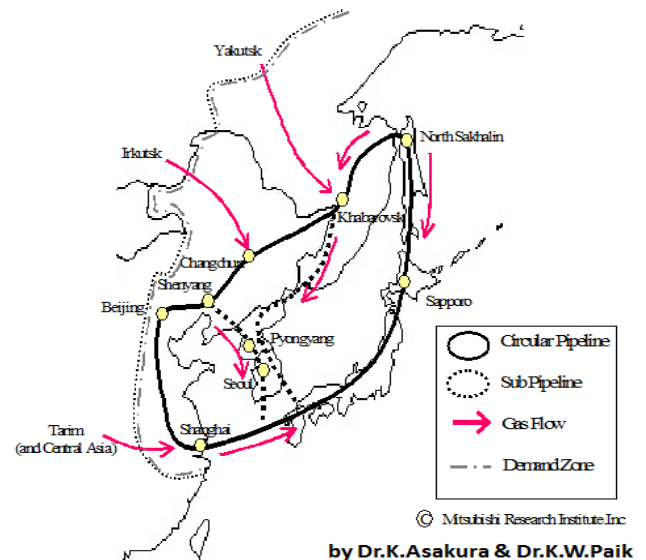 Yakutsk
North Sakhalin
Irkutsk
Khabarovsk
Changchun
Shenyang
Beijing
Sapporo
Pyongyang
Seoul
Shanghai
Tarim
(and Central Asia)
Circular Pipeline
Sub Pipeline
Gas Flow
Demand Zone
© Mitsubishi Research Institute.Inc
by Dr.K.Asakura & Dr.K.W.Paik